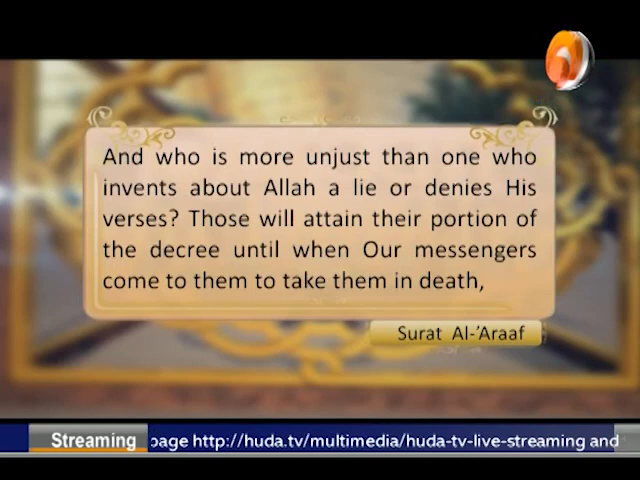 And who is more unjust than one who
invents about Allah a lie or denies His
verses? Those will attain their portion of
the decree until when Our messengers
come to them to take them in death,
Surat Al-'Araaf
Streaming
page http://huda.tv/multimedia/huda-tv-live-streaming and